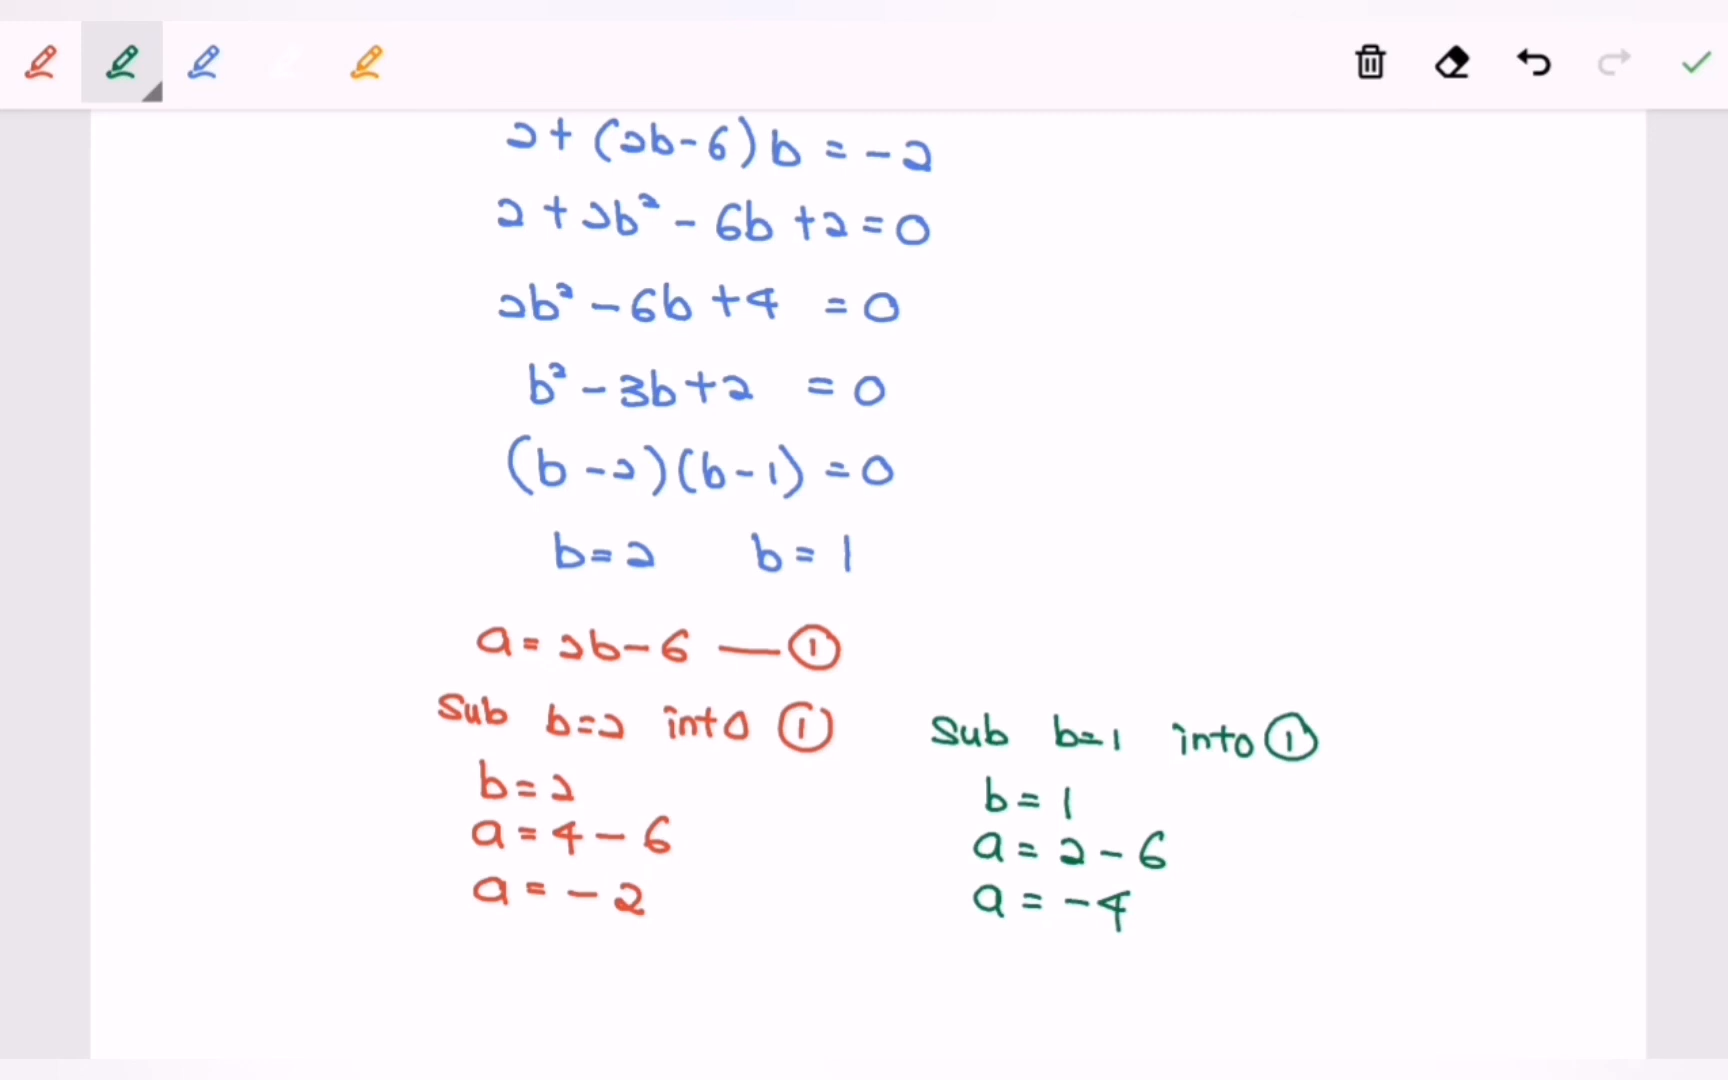 2 + (2b-6) b = -2
2 + 2b² - 6b + 2 = 0
2b² - 6b + 4 = 0
b² - 3b + 2 = 0
(b - 2)(b - 1) = 0
b = 2 b = 1
a = 2b - 6 — ①
Sub b=2 into ①
b = 2
a = 4 - 6
a = - 2
Sub b=1 into ①
b = 1
a = 2 - 6
a = - 4